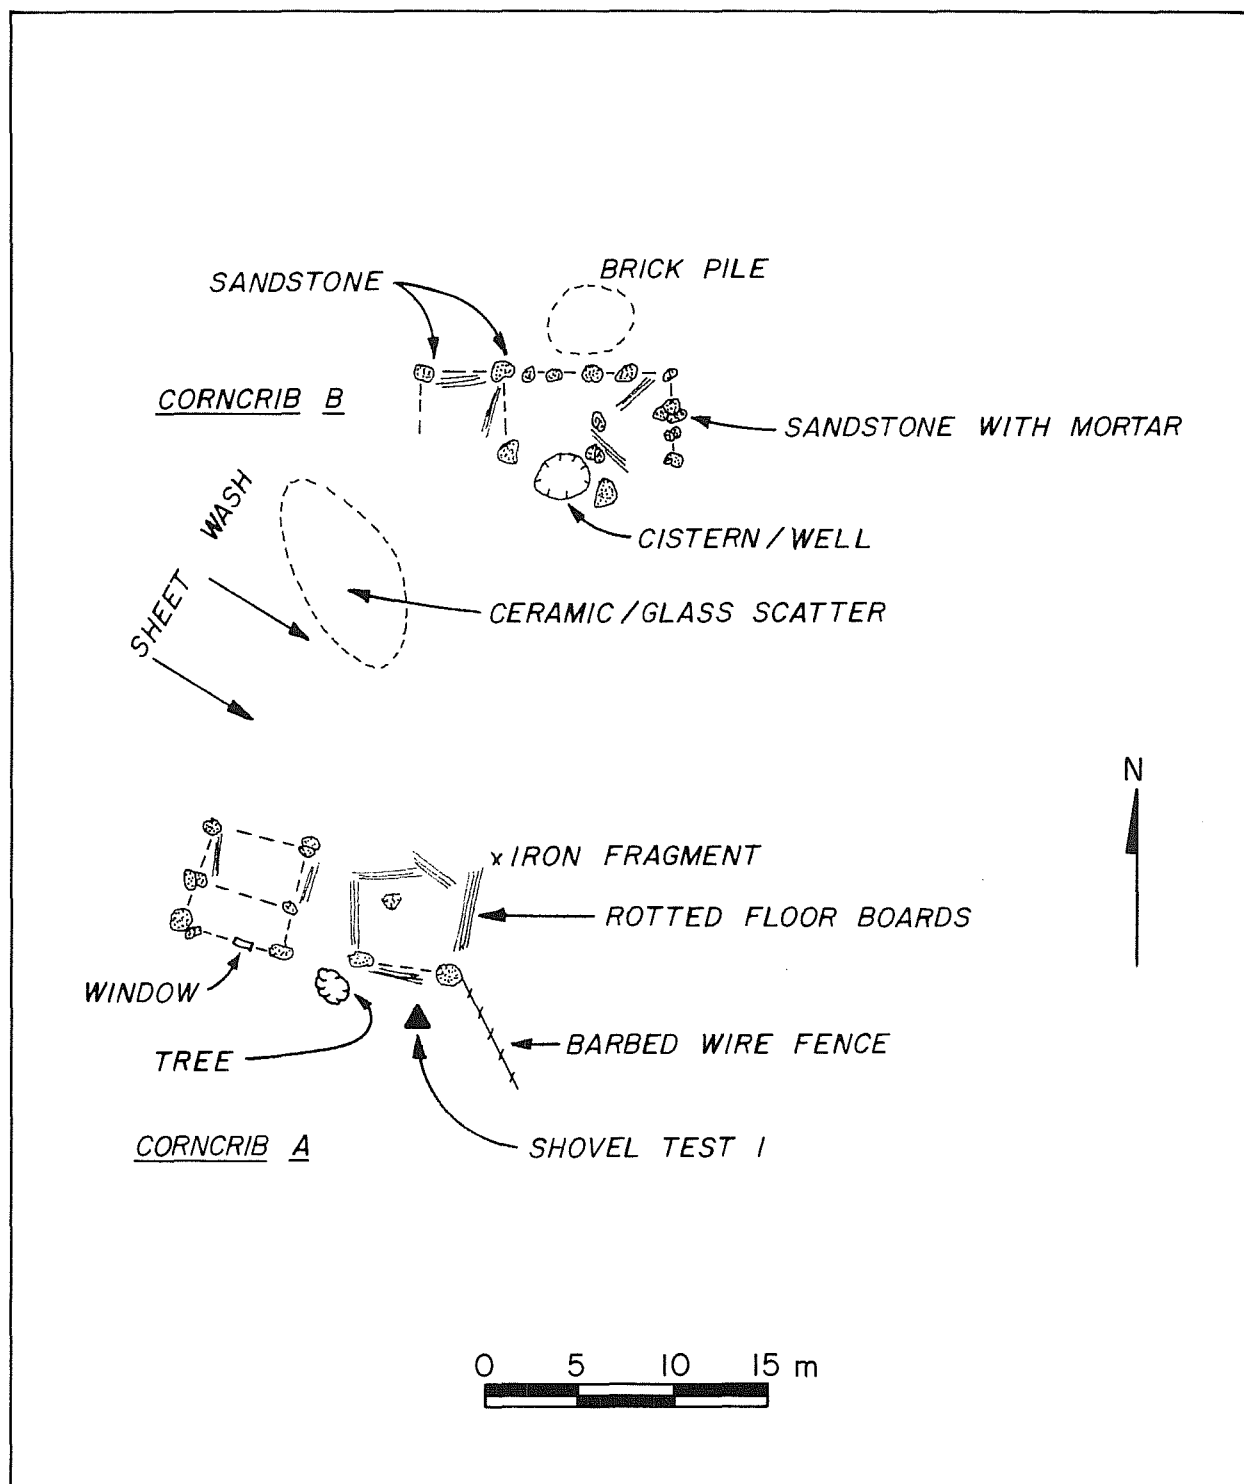 BRICK PILE
SANDSTONE
CORNCRIB B
SANDSTONE WITH MORTAR
CISTERN/WELL
SHEET WASH
CERAMIC/GLASS SCATTER
N
x IRON FRAGMENT
ROTTED FLOOR BOARDS
WINDOW
BARBED WIRE FENCE
TREE
CORNCRIB A
SHOVEL TEST 1
0 5 10 15 m